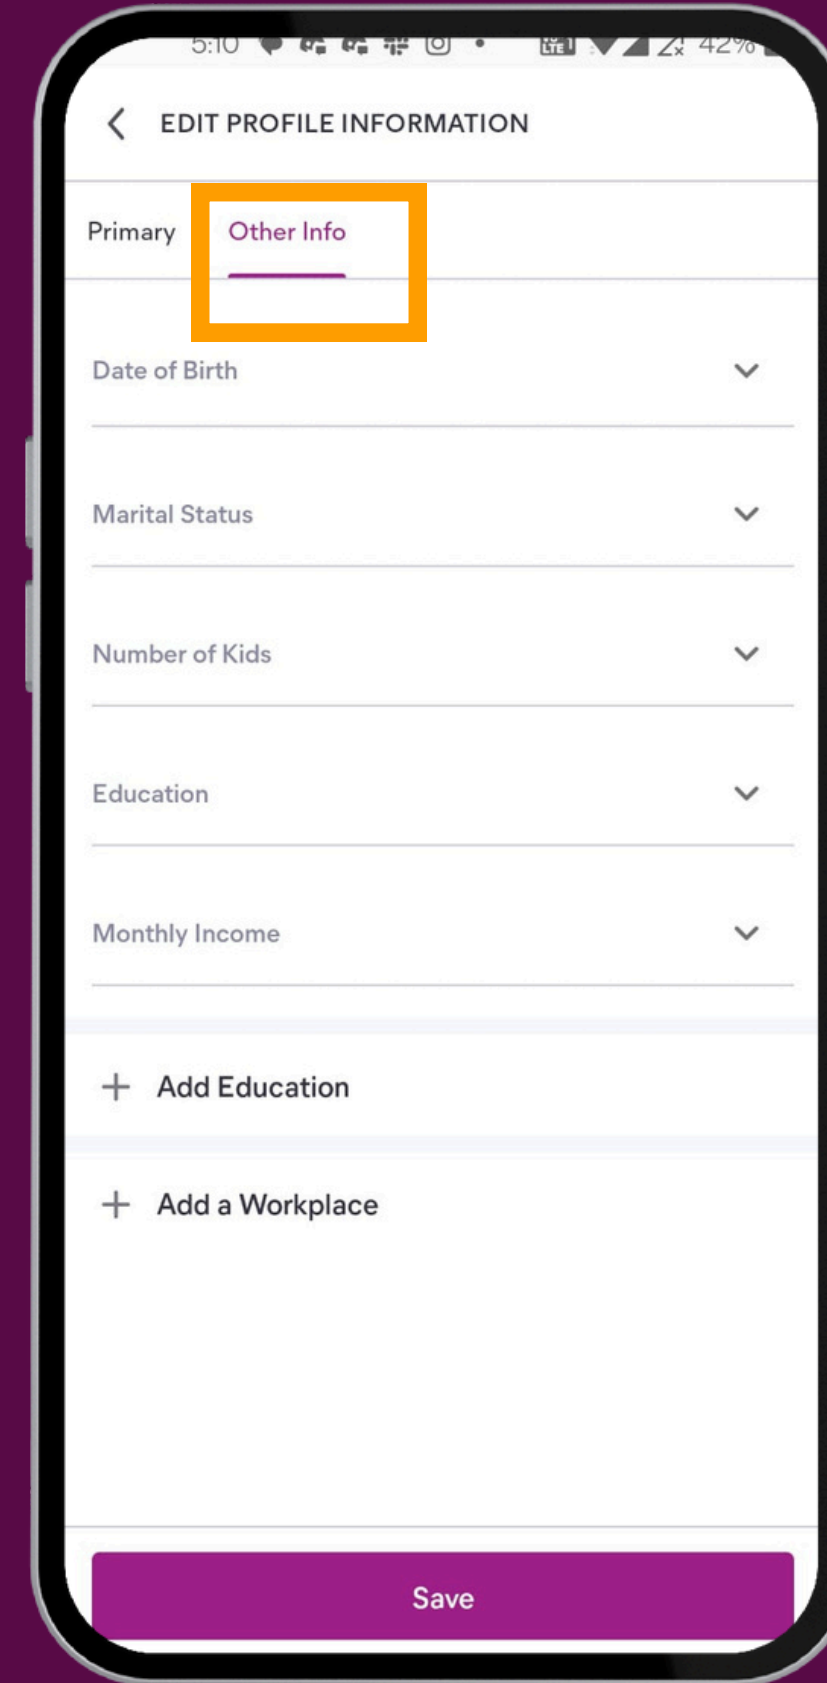 5:10 LTE1 42%
EDIT PROFILE INFORMATION
Primary Other Info
Date of Birth
Marital Status
Number of Kids
Education
Monthly Income
+ Add Education
+ Add a Workplace
Save